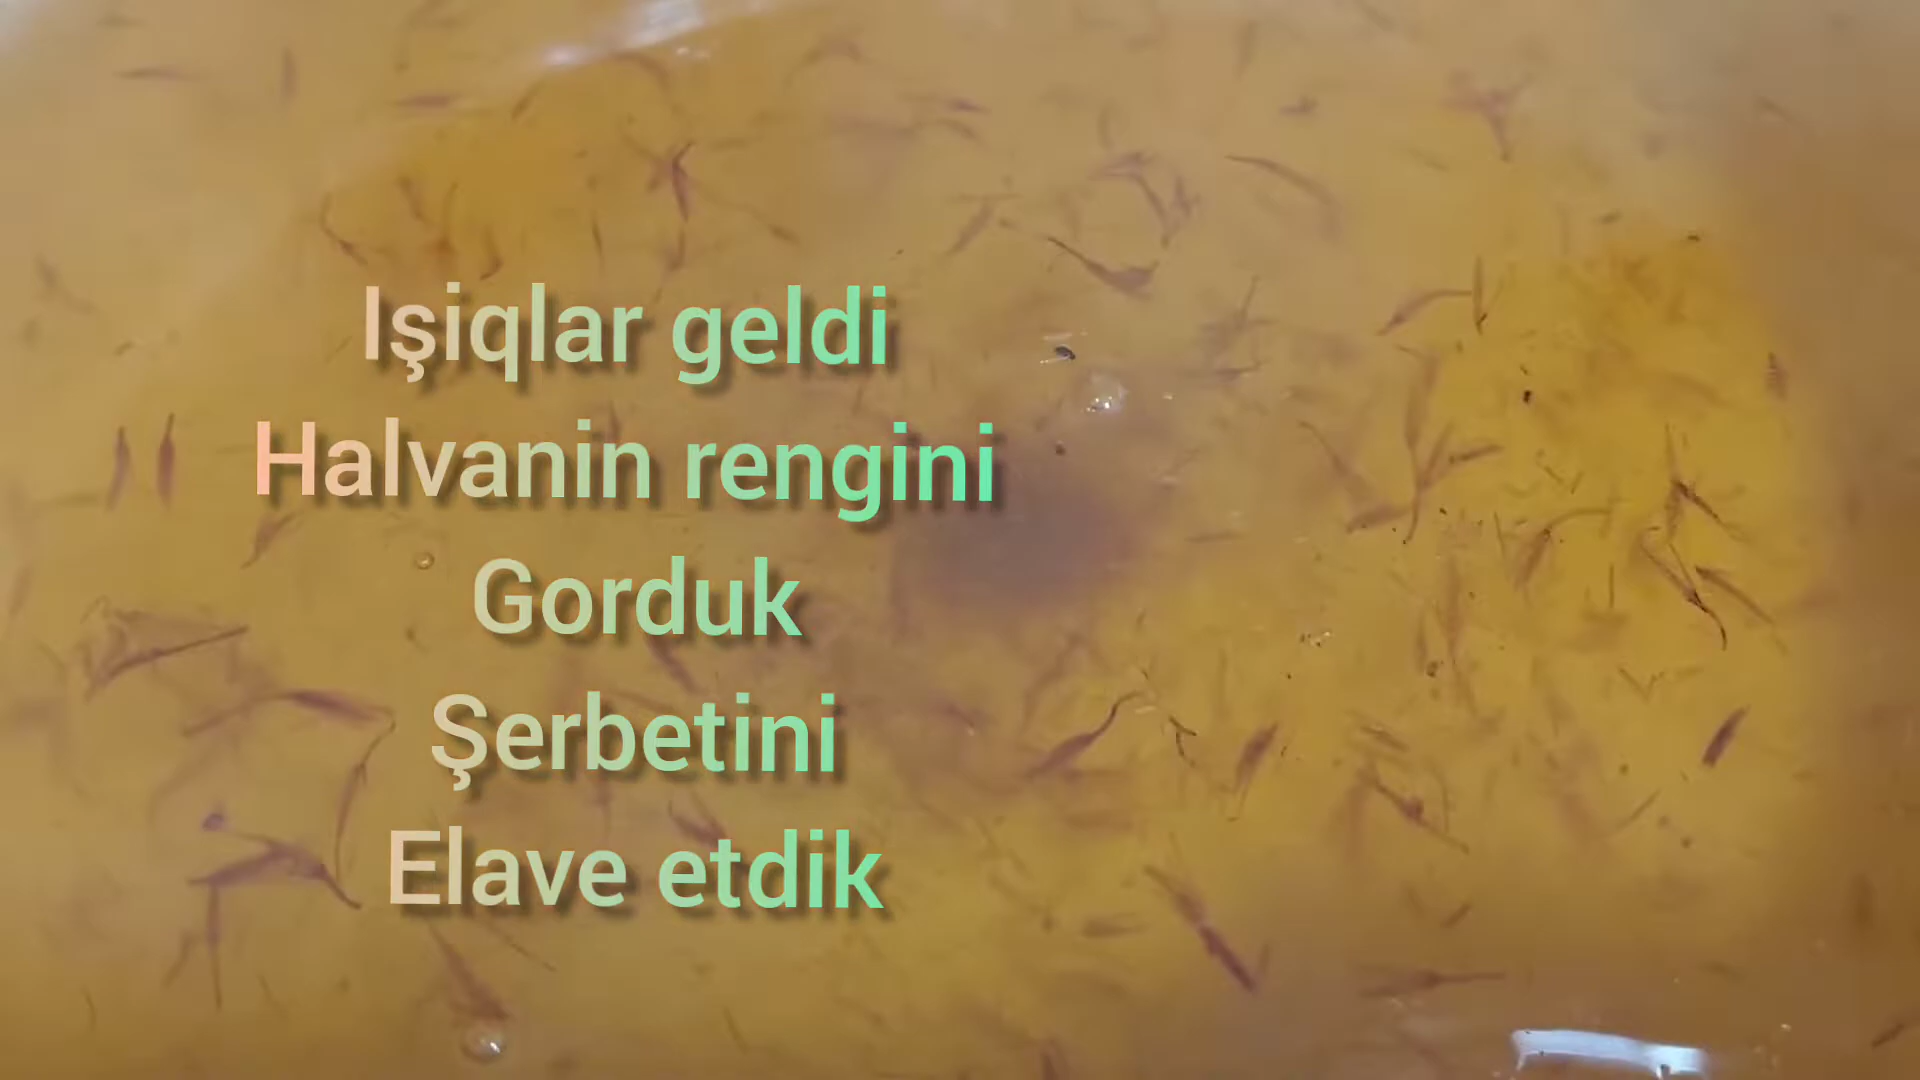 Işiqlar geldi
Halvanin rengini
Gorduk
Şerbetini
Elave etdik